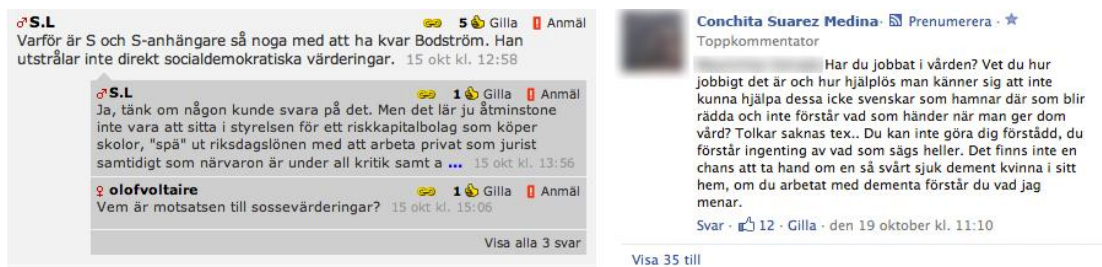 S.L 5 Gilla Anmäl
Varför är S och S-anhängare så noga med att ha kvar Bodström. Han
utstrålar inte direkt socialdemokratiska värderingar. 15 okt kl. 12:58
S.L 1 Gilla Anmäl
Ja, tänk om någon kunde svara på det. Men det lär ju åtminstone
inte vara att sitta i styrelsen för ett riskkapitalbolag som köper
skolor, "spä" ut riksdagslönen med att arbeta privat som jurist
samtidigt som närvaron är under all kritik samt a ... 15 okt kl. 13:56
olofvoltaire 1 Gilla Anmäl
Vem är motsatsen till sossevärderingar? 15 okt kl. 15:06
Visa alla 3 svar
Conchita Suarez Medina · Prenumerera ·
Toppkommentator
Har du jobbat i vården? Vet du hur
jobbigt det är och hur hjälplös man känner sig att inte
kunna hjälpa dessa icke svenskar som hamnar där som blir
rädda och inte förstår vad som händer när man ger dom
vård? Tolkar saknas tex.. Du kan inte göra dig förstådd, du
förstår ingenting av vad som sägs heller. Det finns inte en
chans att ta hand om en så svårt sjuk dement kvinna i sitt
hem, om du arbetat med dementa förstår du vad jag
menar.
Svar · 12 · Gilla · den 19 oktober kl. 11:10
Visa 35 till